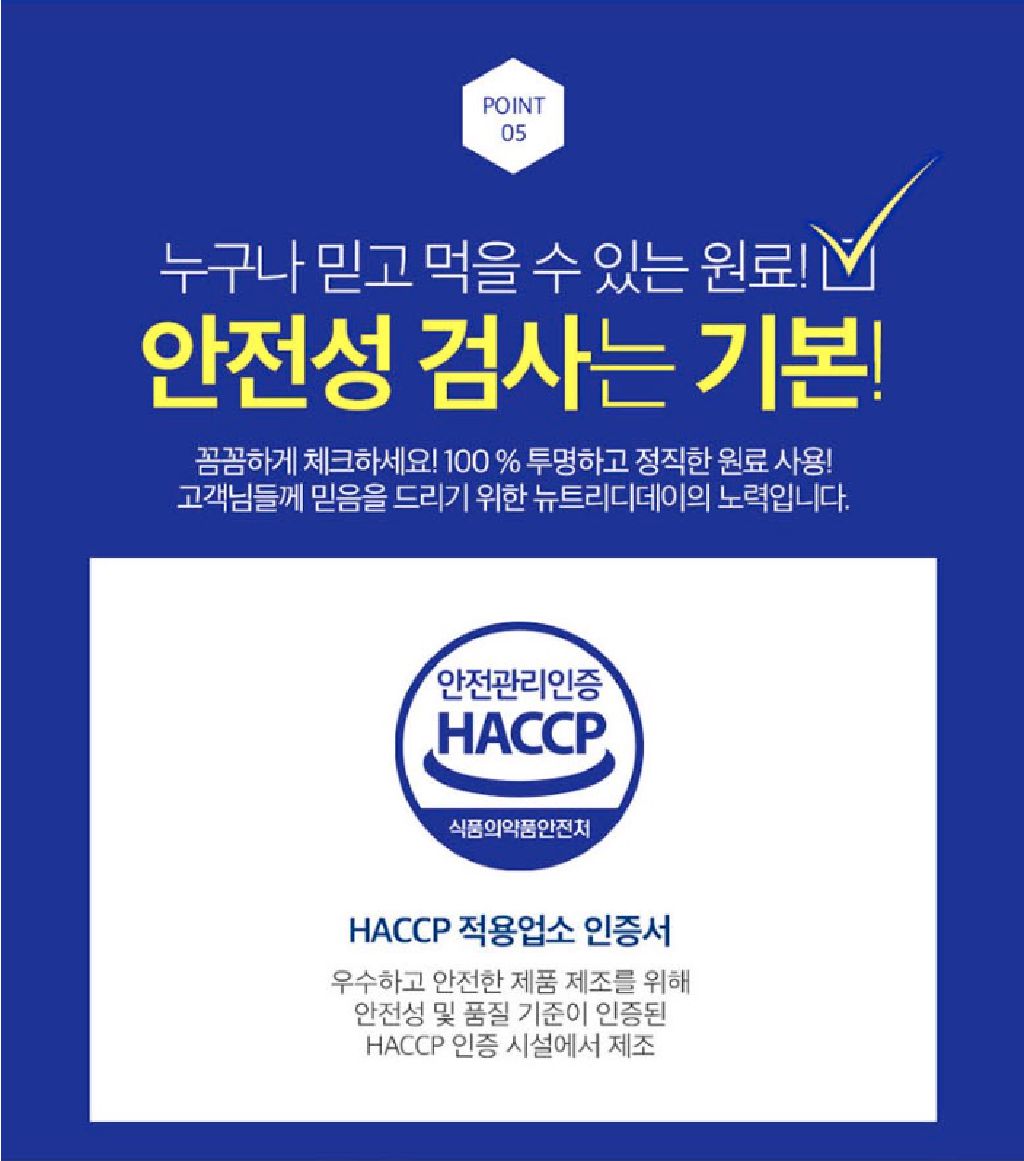 POINT
05
누구나 믿고 먹을 수 있는 원료!
안전성 검사는 기본!
꼼꼼하게 체크하세요! 100 % 투명하고 정직한 원료 사용!
고객님들께 믿음을 드리기 위한 뉴트리디데이의 노력입니다.
안전관리인증
HACCP
식품의약품안전처
HACCP 적용업소 인증서
우수하고 안전한 제품 제조를 위해
안전성 및 품질 기준이 인증된
HACCP 인증 시설에서 제조